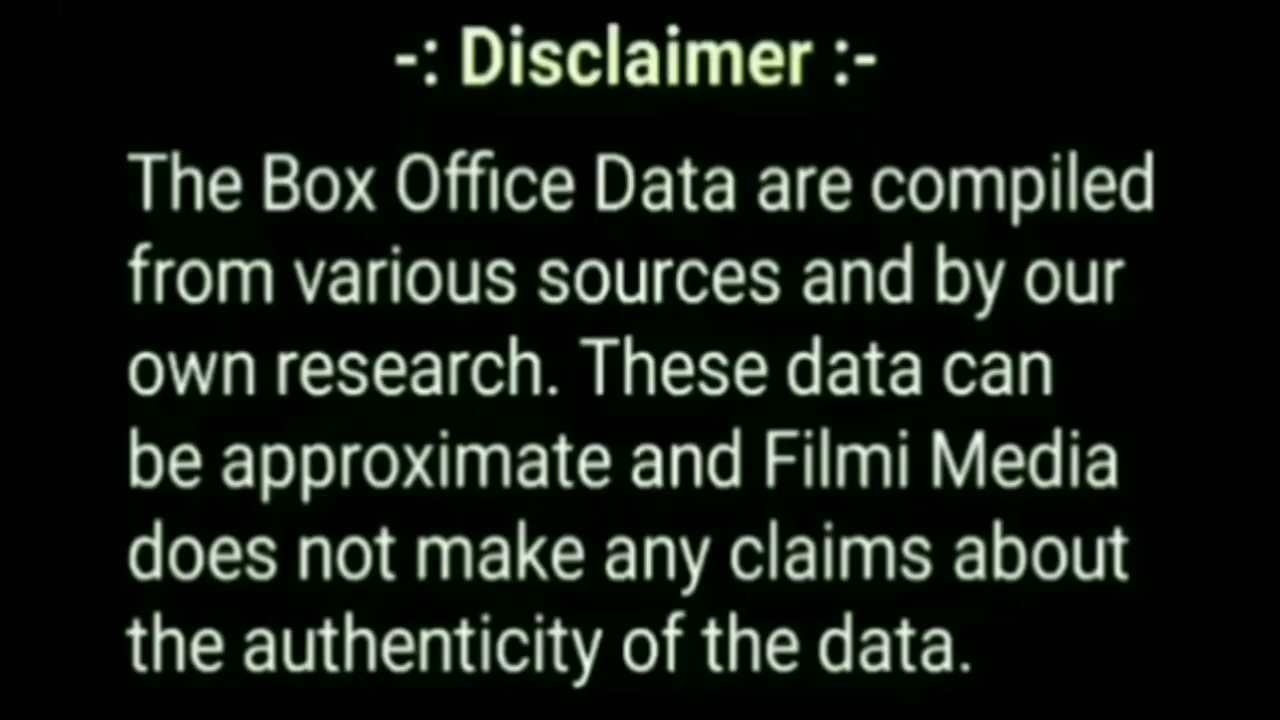 -: Disclaimer :-
The Box Office Data are compiled
from various sources and by our
own research. These data can
be approximate and Filmi Media
does not make any claims about
the authenticity of the data.